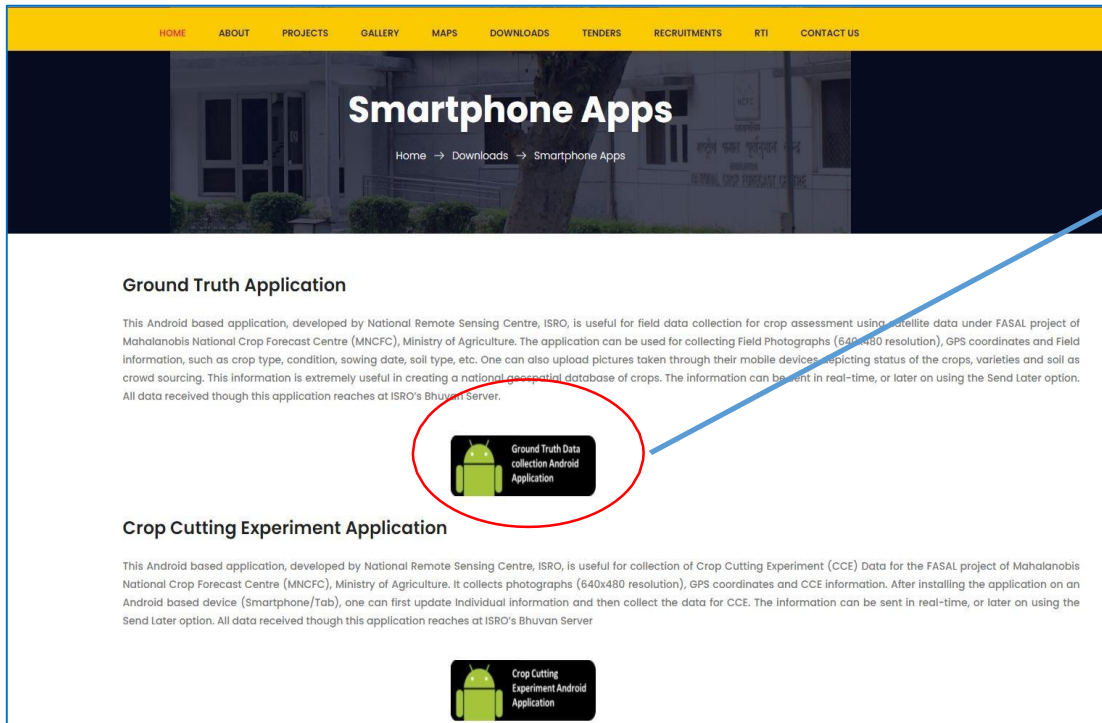 HOME ABOUT PROJECTS GALLERY MAPS DOWNLOADS TENDERS RECRUITMENTS RTI CONTACT US
Smartphone Apps
Home → Downloads → Smartphone Apps
NCFC
राष्ट्रीय फसल पूर्वानुमान केन्द्र
NATIONAL CROP FORECAST CENTRE
Ground Truth Application
This Android based application, developed by National Remote Sensing Centre, ISRO, is useful for field data collection for crop assessment using satellite data under FASAL project of
Mahalanobis National Crop Forecast Centre (MNCFC), Ministry of Agriculture. The application can be used for collecting Field Photographs (640x480 resolution), GPS coordinates and Field
information, such as crop type, condition, sowing date, soil type, etc. One can also upload pictures taken through their mobile devices depicting status of the crops, varieties and soil as
crowd sourcing. This information is extremely useful in creating a national geospatial database of crops. The information can be sent in real-time, or later on using the Send Later option.
All data received though this application reaches at ISRO's Bhuvan Server.
Ground Truth Data
collection Android
Application
Crop Cutting Experiment Application
This Android based application, developed by National Remote Sensing Centre, ISRO, is useful for collection of Crop Cutting Experiment (CCE) Data for the FASAL project of Mahalanobis
National Crop Forecast Centre (MNCFC), Ministry of Agriculture. It collects photographs (640x480 resolution), GPS coordinates and CCE information. After installing the application on an
Android based device (Smartphone/Tab), one can first update Individual information and then collect the data for CCE. The information can be sent in real-time, or later on using the
Send Later option. All data received though this application reaches at ISRO's Bhuvan Server
Crop Cutting
Experiment Android
Application